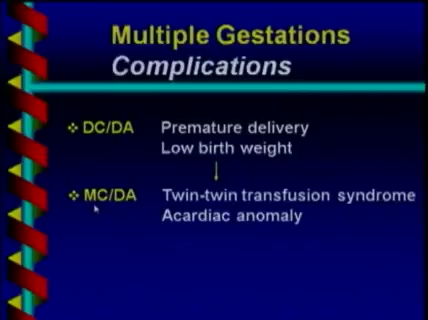 Multiple Gestations
Complications
DC/DA Premature delivery
Low birth weight
MC/DA Twin-twin transfusion syndrome
Acardiac anomaly